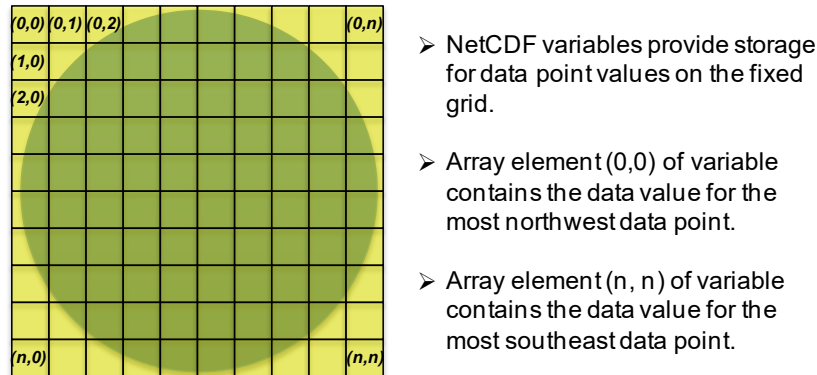 (0,0) (0,1) (0,2) (0,n)
(1,0)
(2,0)
(n,0) (n,n)
➢ NetCDF variables provide storage
for data point values on the fixed
grid.
➢ Array element (0,0) of variable
contains the data value for the
most northwest data point.
➢ Array element (n, n) of variable
contains the data value for the
most southeast data point.